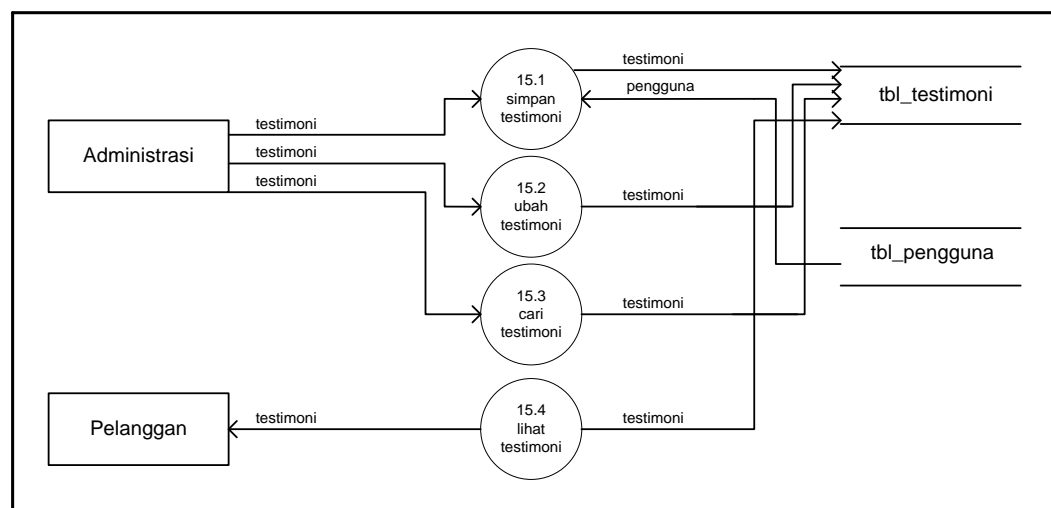 15.1
simpan
testimoni
testimoni
pengguna
tbl_testimoni
Administrasi
testimoni
testimoni
testimoni
15.2
ubah
testimoni
testimoni
tbl_pengguna
15.3
cari
testimoni
testimoni
Pelanggan
testimoni
15.4
lihat
testimoni
testimoni